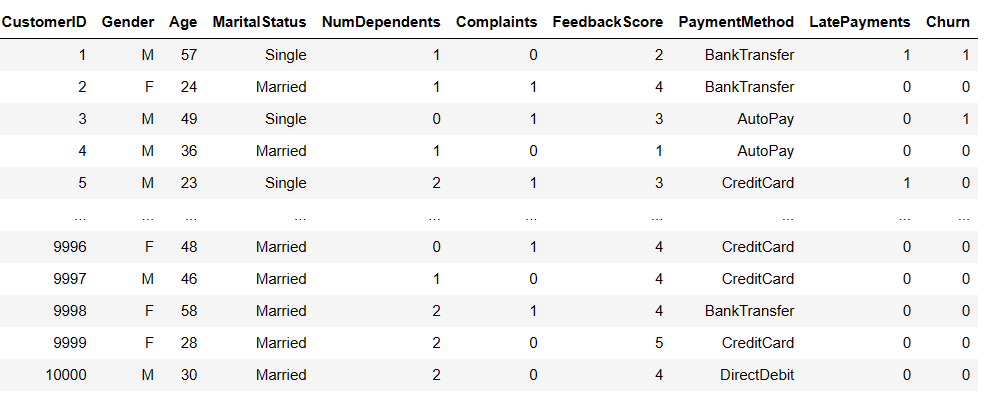 CustomerID Gender Age MaritalStatus NumDependents Complaints FeedbackScore PaymentMethod LatePayments Churn
1 M 57 Single 1 0 2 BankTransfer 1 1
2 F 24 Married 1 1 4 BankTransfer 0 0
3 M 49 Single 0 1 3 AutoPay 0 1
4 M 36 Married 1 0 1 AutoPay 0 0
5 M 23 Single 2 1 3 CreditCard 1 0
... ... ... ... ... ... ... ... ... ...
9996 F 48 Married 0 1 4 CreditCard 0 0
9997 M 46 Married 1 0 4 CreditCard 0 0
9998 F 58 Married 2 1 4 BankTransfer 0 0
9999 F 28 Married 2 0 5 CreditCard 0 0
10000 M 30 Married 2 0 4 DirectDebit 0 0